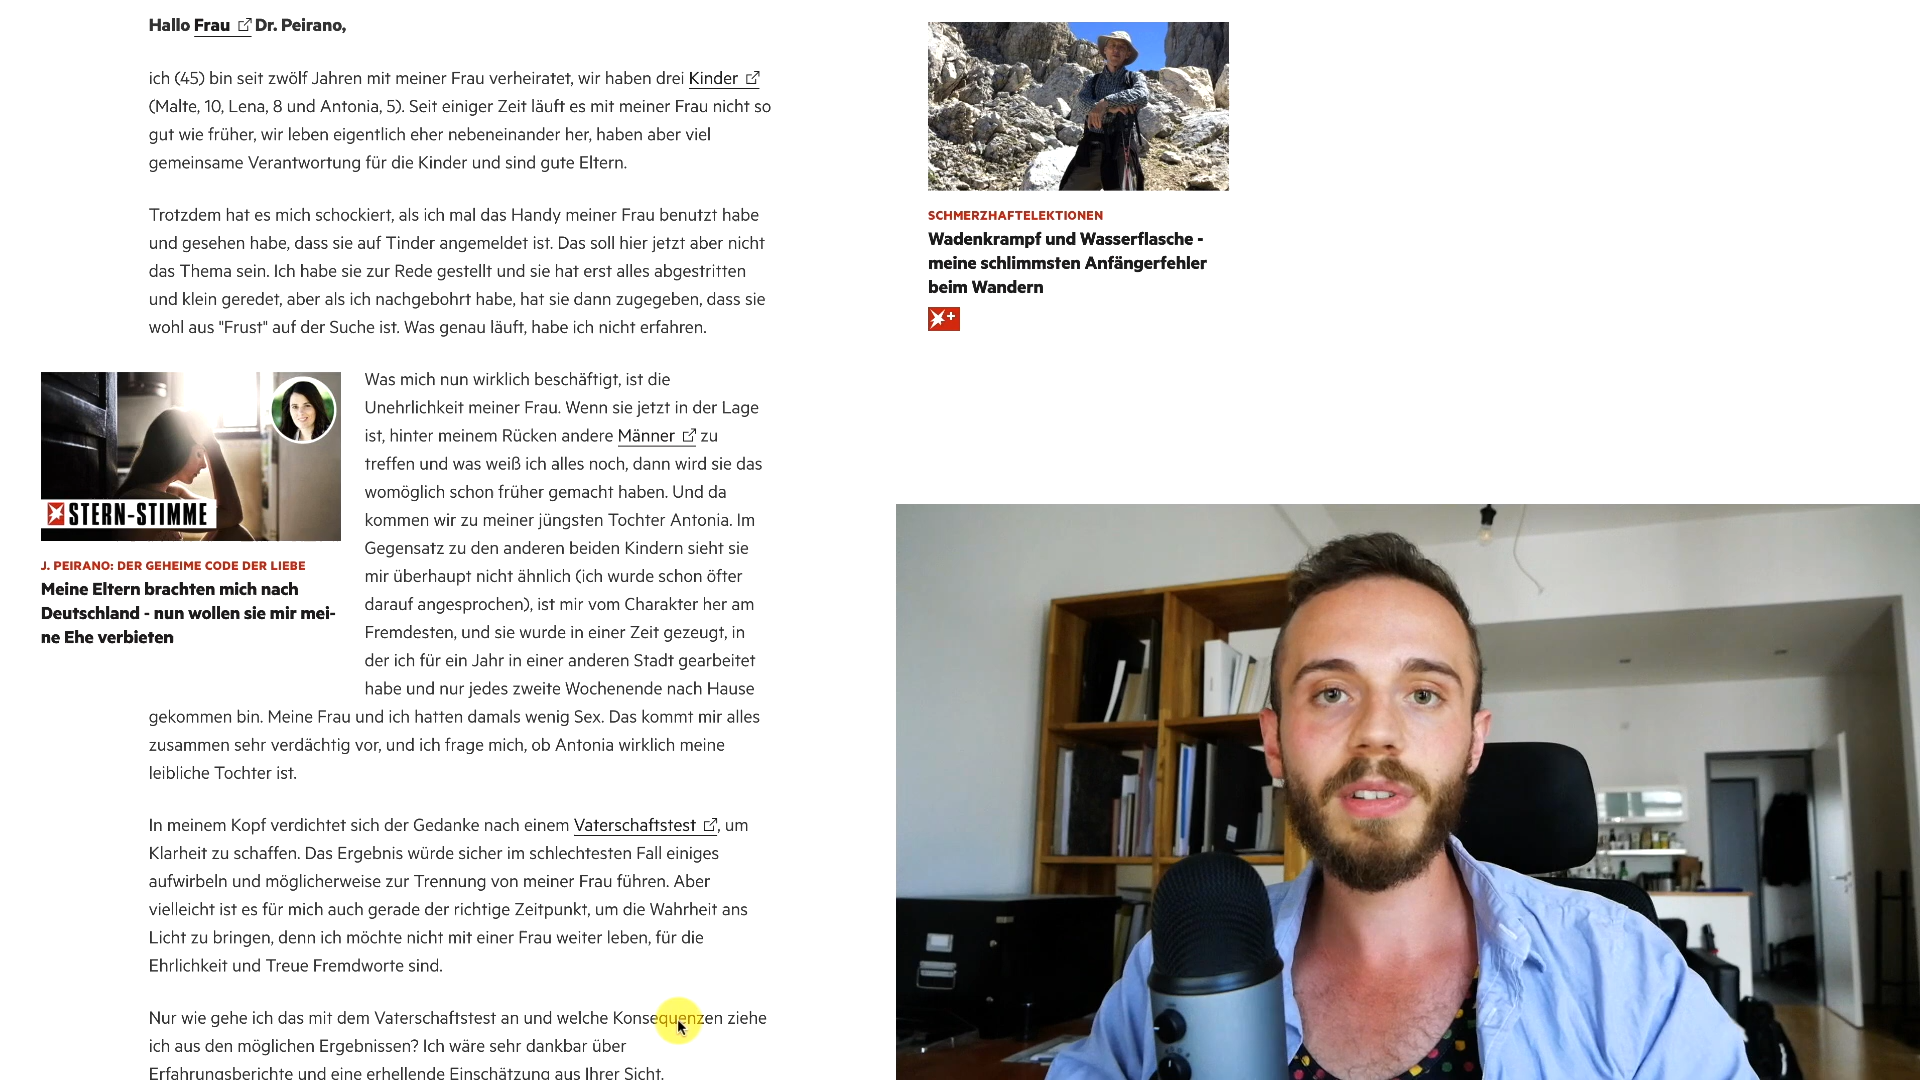 Hallo Frau Dr. Peirano,
ich (45) bin seit zwölf Jahren mit meiner Frau verheiratet, wir haben drei Kinder
(Malte, 10, Lena, 8 und Antonia, 5). Seit einiger Zeit läuft es mit meiner Frau nicht so
gut wie früher, wir leben eigentlich eher nebeneinander her, haben aber viel
gemeinsame Verantwortung für die Kinder und sind gute Eltern.
Trotzdem hat es mich schockiert, als ich mal das Handy meiner Frau benutzt habe
und gesehen habe, dass sie auf Tinder angemeldet ist. Das soll hier jetzt aber nicht
das Thema sein. Ich habe sie zur Rede gestellt und sie hat erst alles abgestritten
und klein geredet, aber als ich nachgebohrt habe, hat sie dann zugegeben, dass sie
wohl aus "Frust" auf der Suche ist. Was genau läuft, habe ich nicht erfahren.
STERN-STIMME
J. PEIRANO: DER GEHEIME CODE DER LIEBE
Meine Eltern brachten mich nach
Deutschland - nun wollen sie mir mei-
ne Ehe verbieten
Was mich nun wirklich beschäftigt, ist die
Unehrlichkeit meiner Frau. Wenn sie jetzt in der Lage
ist, hinter meinem Rücken andere Männer zu
treffen und was weiß ich alles noch, dann wird sie das
womöglich schon früher gemacht haben. Und da
kommen wir zu meiner jüngsten Tochter Antonia. Im
Gegensatz zu den anderen beiden Kindern sieht sie
mir überhaupt nicht ähnlich (ich wurde schon öfter
darauf angesprochen), ist mir vom Charakter her am
Fremdesten, und sie wurde in einer Zeit gezeugt, in
der ich für ein Jahr in einer anderen Stadt gearbeitet
habe und nur jedes zweite Wochenende nach Hause
gekommen bin. Meine Frau und ich hatten damals wenig Sex. Das kommt mir alles
zusammen sehr verdächtig vor, und ich frage mich, ob Antonia wirklich meine
leibliche Tochter ist.
In meinem Kopf verdichtet sich der Gedanke nach einem Vaterschaftstest, um
Klarheit zu schaffen. Das Ergebnis würde sicher im schlechtesten Fall einiges
aufwirbeln und möglicherweise zur Trennung von meiner Frau führen. Aber
vielleicht ist es für mich auch gerade der richtige Zeitpunkt, um die Wahrheit ans
Licht zu bringen, denn ich möchte nicht mit einer Frau weiter leben, für die
Ehrlichkeit und Treue Fremdworte sind.
Nur wie gehe ich das mit dem Vaterschaftstest an und welche Konsequenzen ziehe
ich aus den möglichen Ergebnissen? Ich wäre sehr dankbar über
Erfahrungsberichte und eine erhellende Einschätzung aus Ihrer Sicht.
SCHMERZHAFTELEKTIONEN
Wadenkrampf und Wasserflasche -
meine schlimmsten Anfängerfehler
beim Wandern